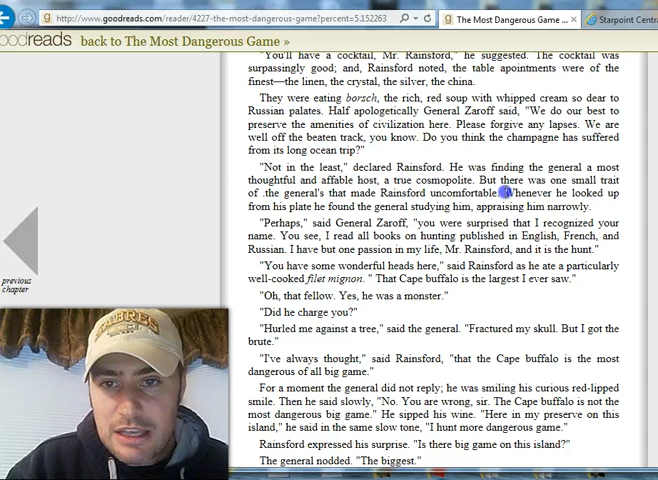 http://www.goodreads.com/reader/4227-the-most-dangerous-game?percent=5.152263
The Most Dangerous Game ...
Starpoint Centra
oodreads back to The Most Dangerous Game »
"You'll have a cocktail, Mr. Rainsford," he suggested. The cocktail was
surpassingly good; and, Rainsford noted, the table apointments were of the
finest—the linen, the crystal, the silver, the china.
They were eating borsch, the rich, red soup with whipped cream so dear to
Russian palates. Half apologetically General Zaroff said, "We do our best to
preserve the amenities of civilization here. Please forgive any lapses. We are
well off the beaten track, you know. Do you think the champagne has suffered
from its long ocean trip?"
"Not in the least," declared Rainsford. He was finding the general a most
thoughtful and affable host, a true cosmopolite. But there was one small trait
of .the general's that made Rainsford uncomfortable. Whenever he looked up
from his plate he found the general studying him, appraising him narrowly.
"Perhaps," said General Zaroff, "you were surprised that I recognized your
name. You see, I read all books on hunting published in English, French, and
Russian. I have but one passion in my life, Mr. Rainsford, and it is the hunt."
"You have some wonderful heads here," said Rainsford as he ate a particularly
well-cooked filet mignon. " That Cape buffalo is the largest I ever saw."
"Oh, that fellow. Yes, he was a monster."
"Did he charge you?"
"Hurled me against a tree," said the general. "Fractured my skull. But I got the
brute."
"I've always thought," said Rainsford, "that the Cape buffalo is the most
dangerous of all big game."
For a moment the general did not reply; he was smiling his curious red-lipped
smile. Then he said slowly, "No. You are wrong, sir. The Cape buffalo is not the
most dangerous big game." He sipped his wine. "Here in my preserve on this
island," he said in the same slow tone, "I hunt more dangerous game."
Rainsford expressed his surprise. "Is there big game on this island?"
The general nodded. "The biggest."
previous
chapter
SABRES